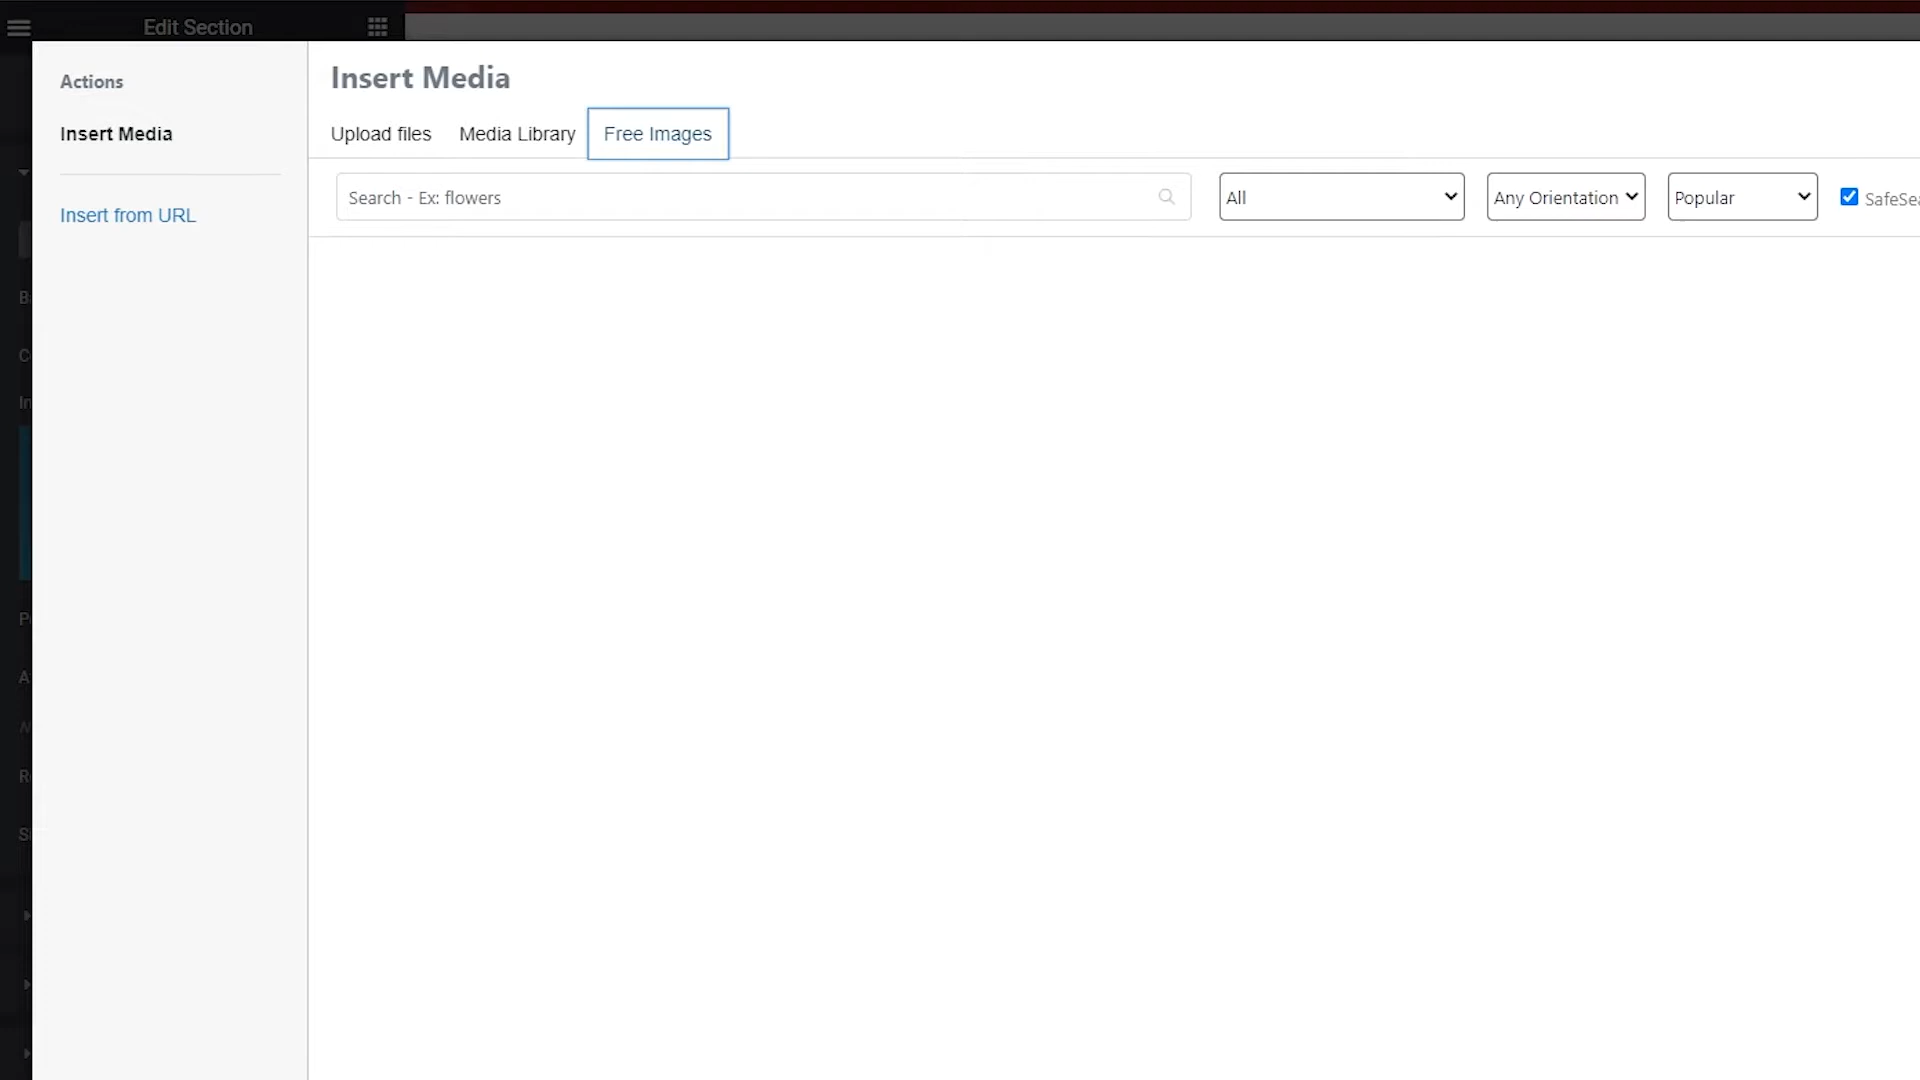 Edit Section
Actions
Insert Media
Insert from URL
Insert Media
Upload files
Media Library
Free Images
Search - Ex: flowers
All
Any Orientation
Popular